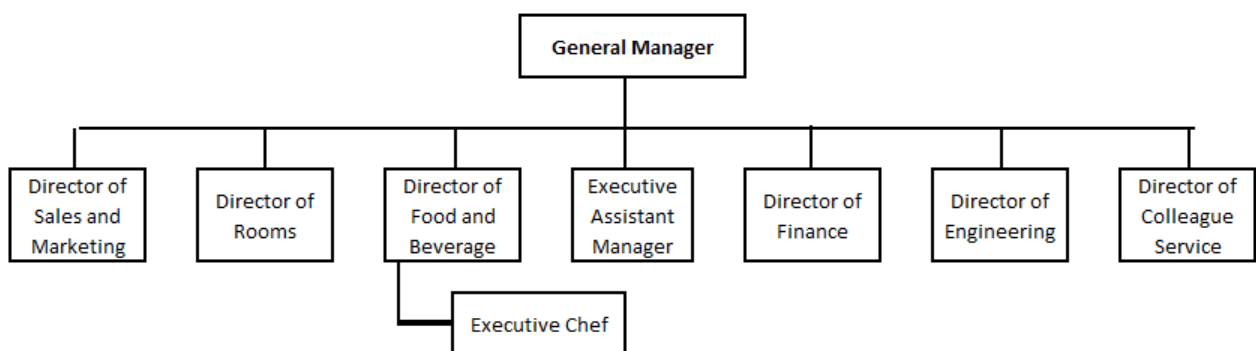 General Manager
Director of
Sales and
Marketing
Director of
Rooms
Director of
Food and
Beverage
Executive
Assistant
Manager
Director of
Finance
Director of
Engineering
Director of
Colleague
Service
Executive Chef